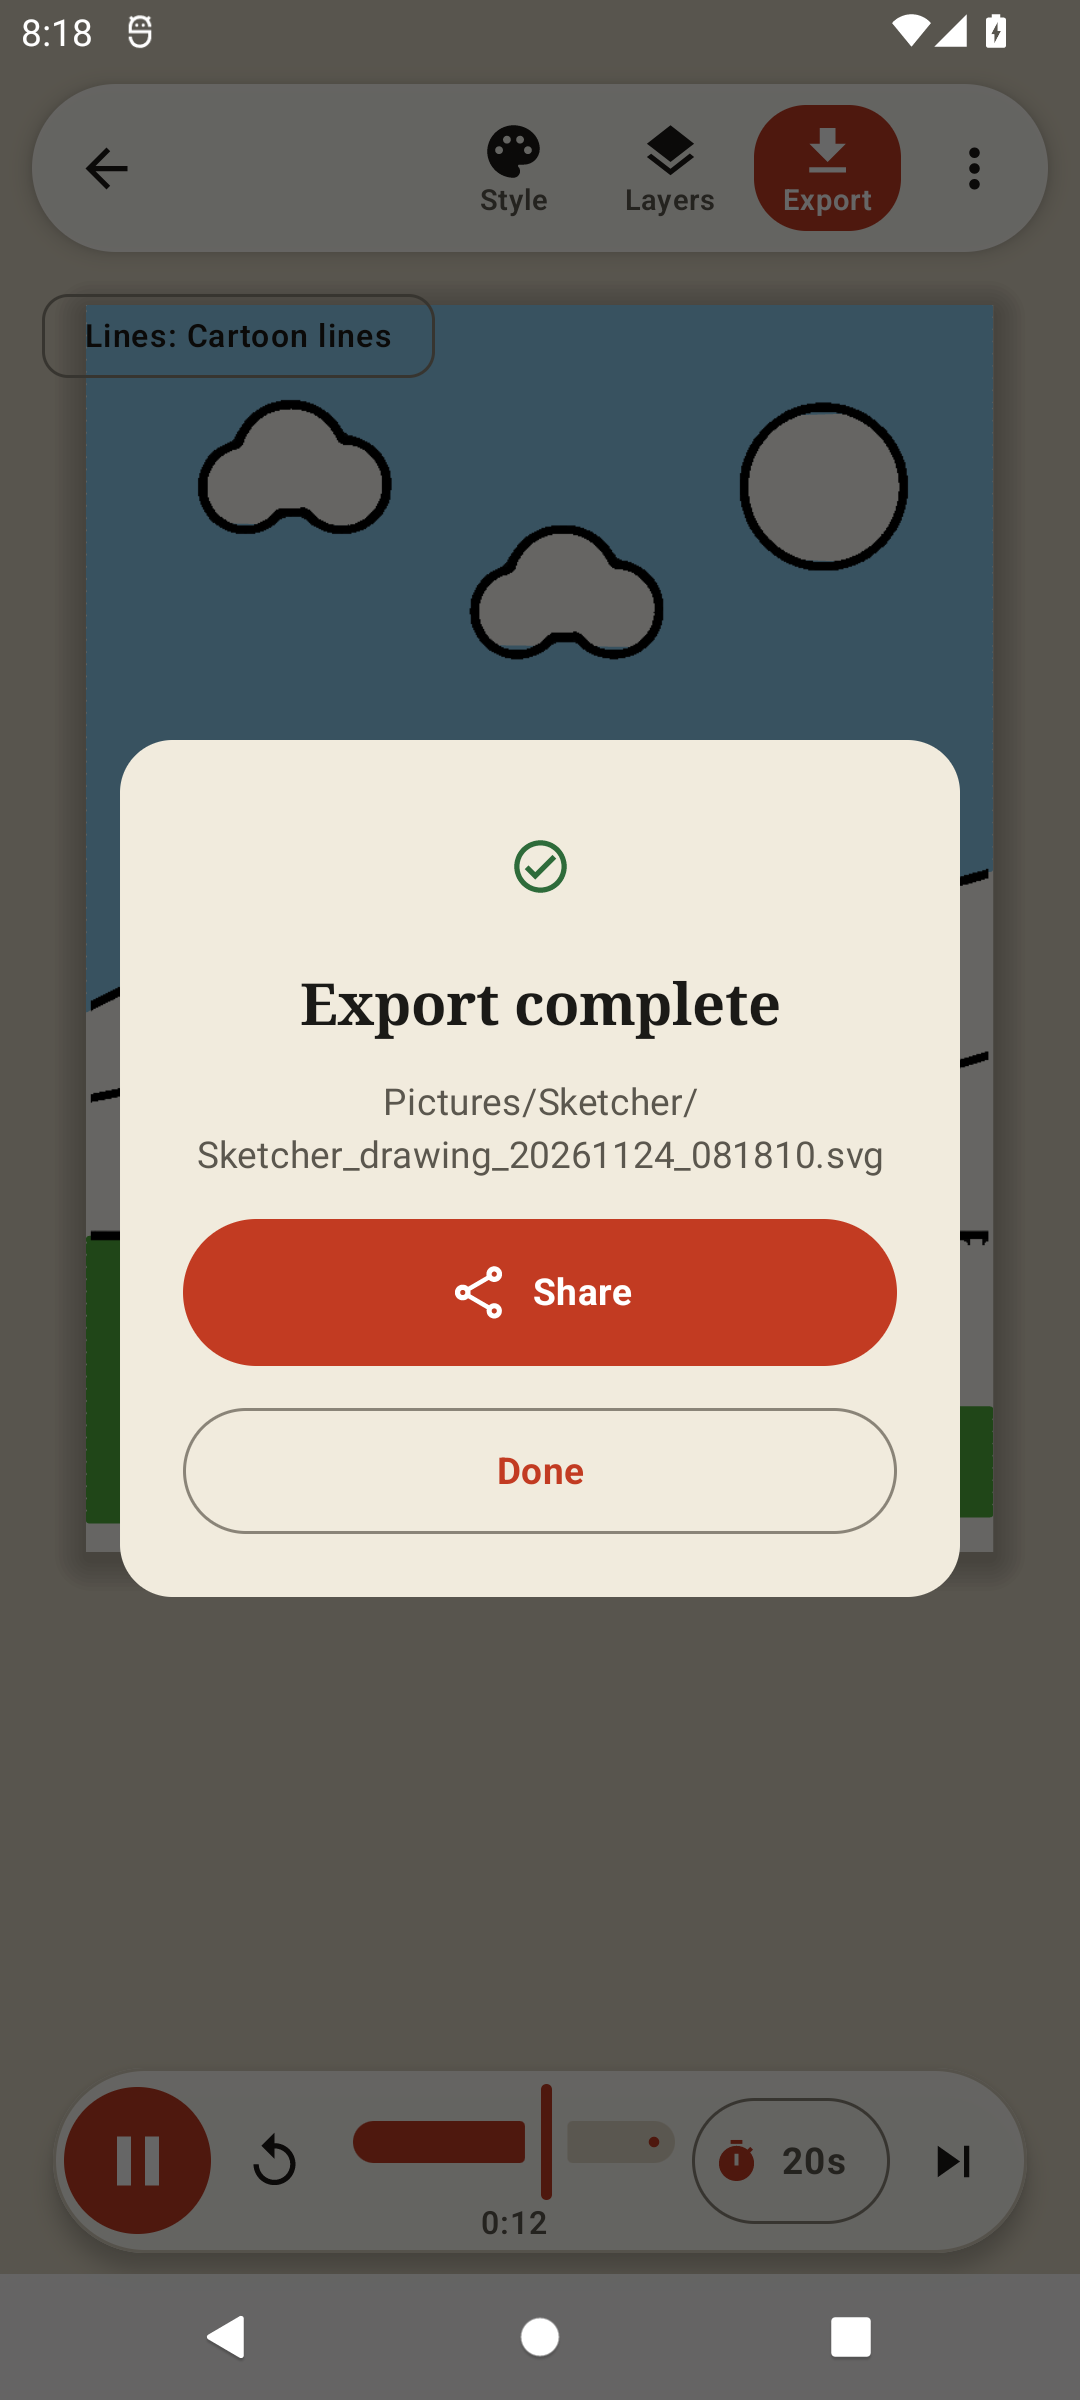 8:18
Style
Layers
Export
Lines: Cartoon lines
Export complete
Pictures/Sketcher/
Sketcher_drawing_20261124_081810.svg
Share
Done
0:12
20s